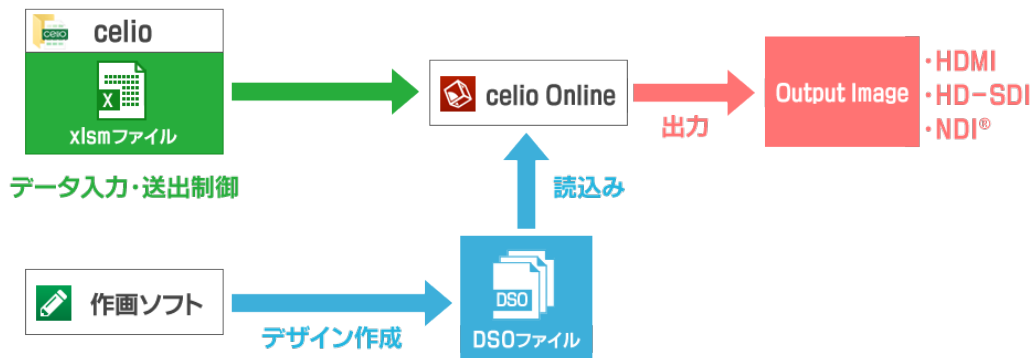 celio
celio
X
xlsmファイル
データ入力・送出制御
celio Online
出力
Output Image
・HDMI
・HD-SDI
・NDI®
読込み
作画ソフト
デザイン作成
DSO
DSOファイル